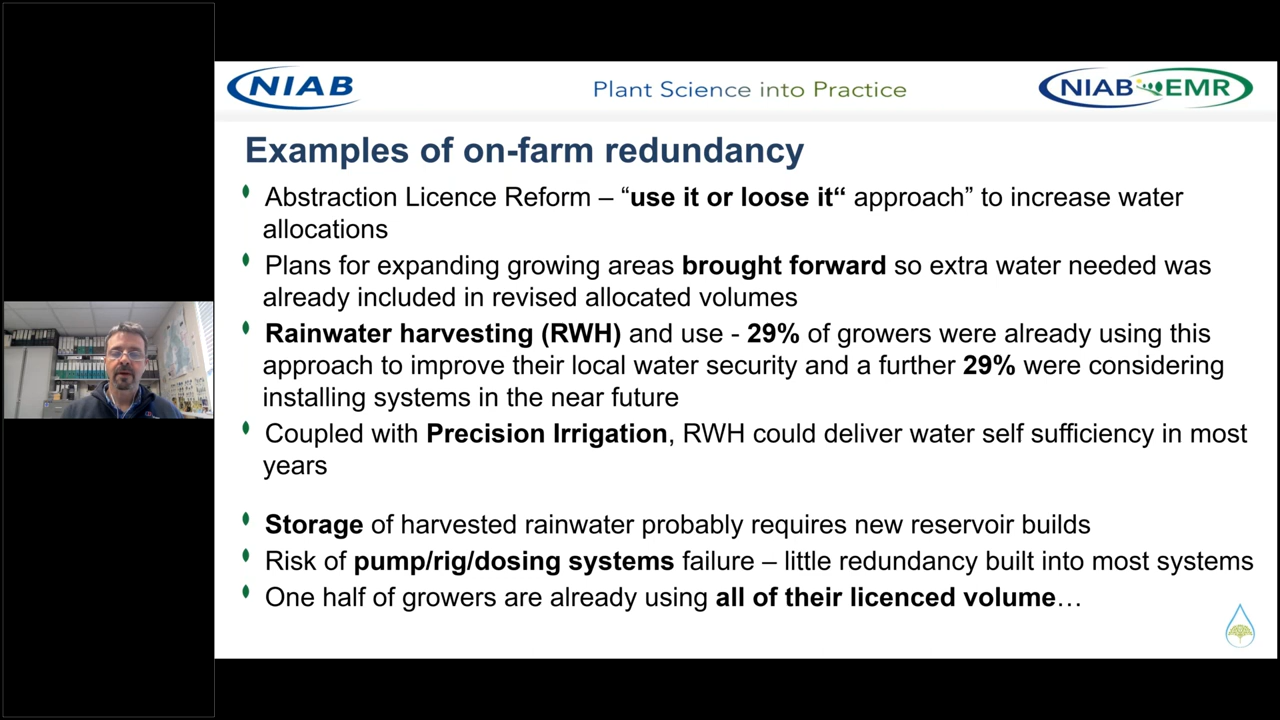 NIAB
Plant Science into Practice
NIAB EMR
Examples of on-farm redundancy
Abstraction Licence Reform – “use it or loose it“ approach” to increase water
allocations
Plans for expanding growing areas brought forward so extra water needed was
already included in revised allocated volumes
Rainwater harvesting (RWH) and use - 29% of growers were already using this
approach to improve their local water security and a further 29% were considering
installing systems in the near future
Coupled with Precision Irrigation, RWH could deliver water self sufficiency in most
years
Storage of harvested rainwater probably requires new reservoir builds
Risk of pump/rig/dosing systems failure – little redundancy built into most systems
One half of growers are already using all of their licenced volume…